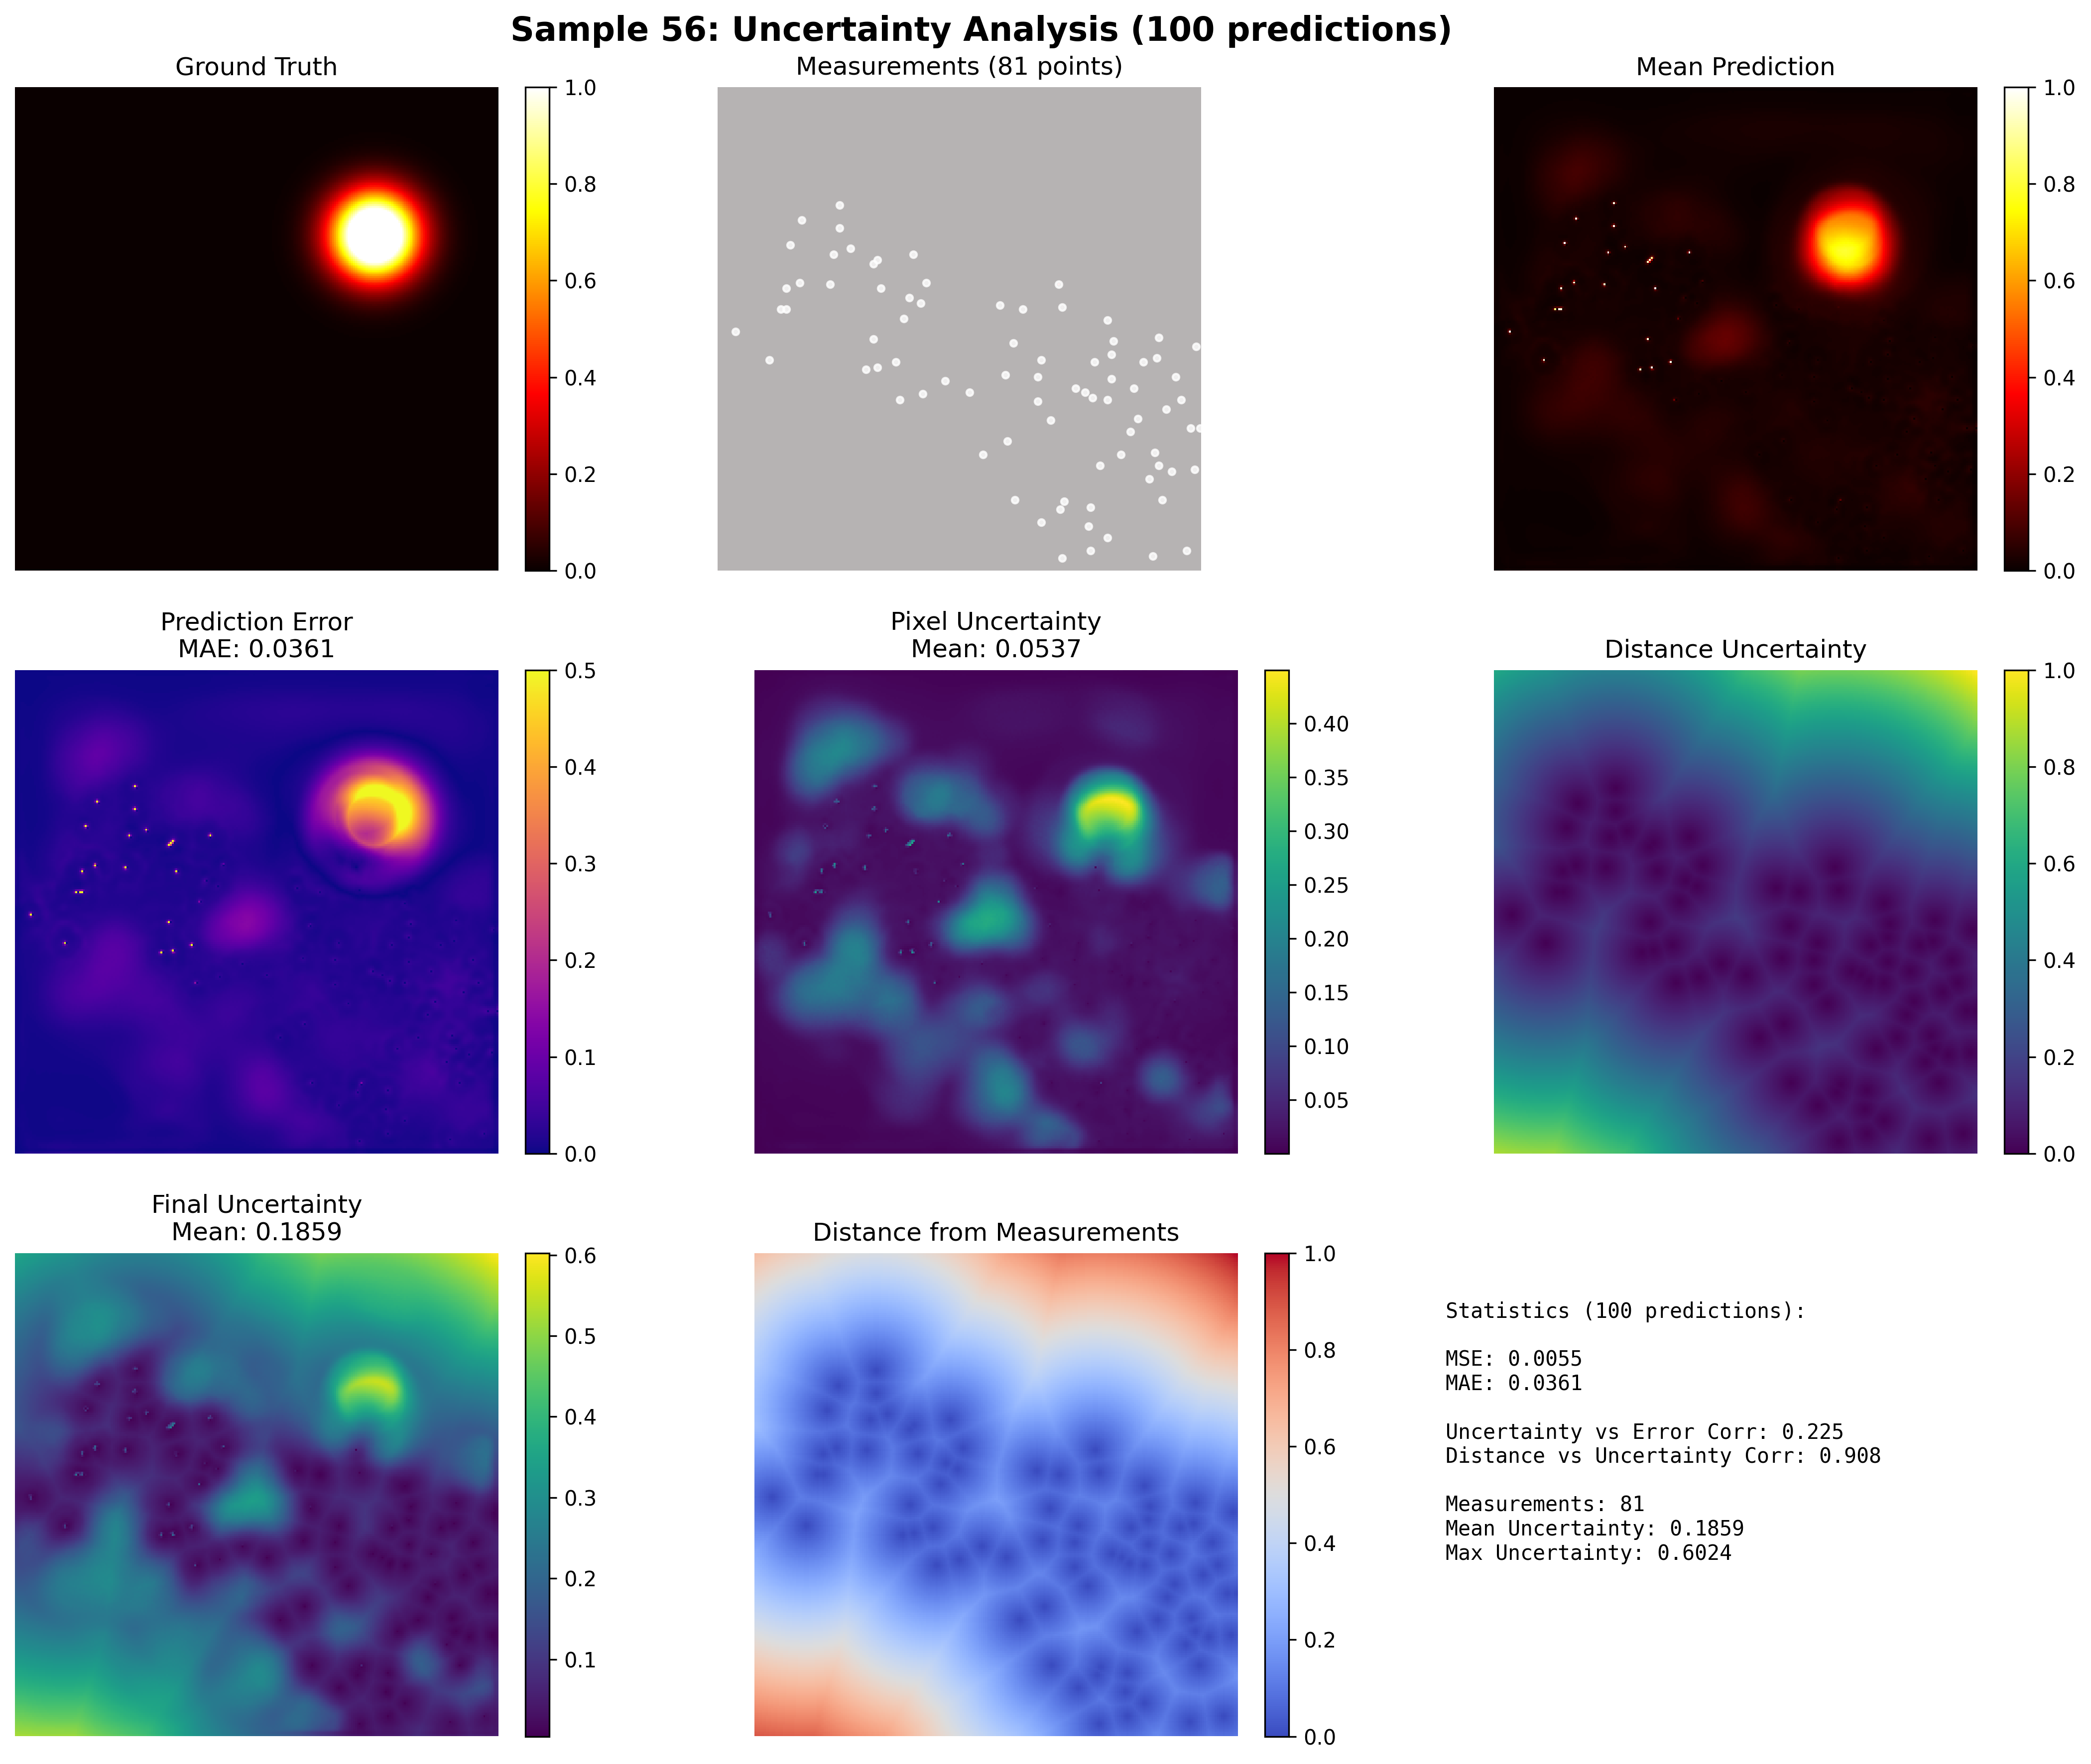 Sample 56: Uncertainty Analysis (100 predictions)
Ground Truth
1.0
0.8
0.6
0.4
0.2
0.0
Measurements (81 points)
Mean Prediction
1.0
0.8
0.6
0.4
0.2
0.0
Prediction Error
MAE: 0.0361
0.5
0.4
0.3
0.2
0.1
0.0
Pixel Uncertainty
Mean: 0.0537
0.40
0.35
0.30
0.25
0.20
0.15
0.10
0.05
Distance Uncertainty
1.0
0.8
0.6
0.4
0.2
0.0
Final Uncertainty
Mean: 0.1859
0.6
0.5
0.4
0.3
0.2
0.1
Distance from Measurements
1.0
0.8
0.6
0.4
0.2
0.0
Statistics (100 predictions):
MSE: 0.0055
MAE: 0.0361
Uncertainty vs Error Corr: 0.225
Distance vs Uncertainty Corr: 0.908
Measurements: 81
Mean Uncertainty: 0.1859
Max Uncertainty: 0.6024